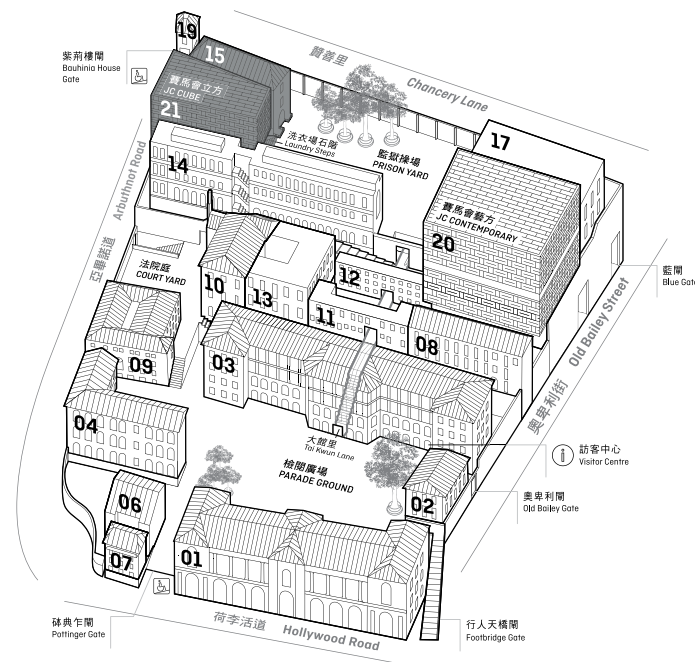 19
15
紫荊樓閘
Bauhinia House
Gate
贊善里
Chancery Lane
賽馬會立方
JC CUBE
21
洗衣場石階
Laundry Steps
監獄操場
PRISON YARD
17
14
亞畢諾道 Arbuthnot Road
賽馬會藝方
JC CONTEMPORARY
20
法院庭
COURT YARD
12
藍閘
Blue Gate
10
13
11
08
03
09
奧卑利街 Old Bailey Street
04
大館里
Tai Kwun Lane
檢閱廣場
PARADE GROUND
訪客中心
Visitor Centre
02
奧卑利閘
Old Bailey Gate
06
07
01
砵典乍閘
Pottinger Gate
荷李活道 Hollywood Road
行人天橋閘
Footbridge Gate